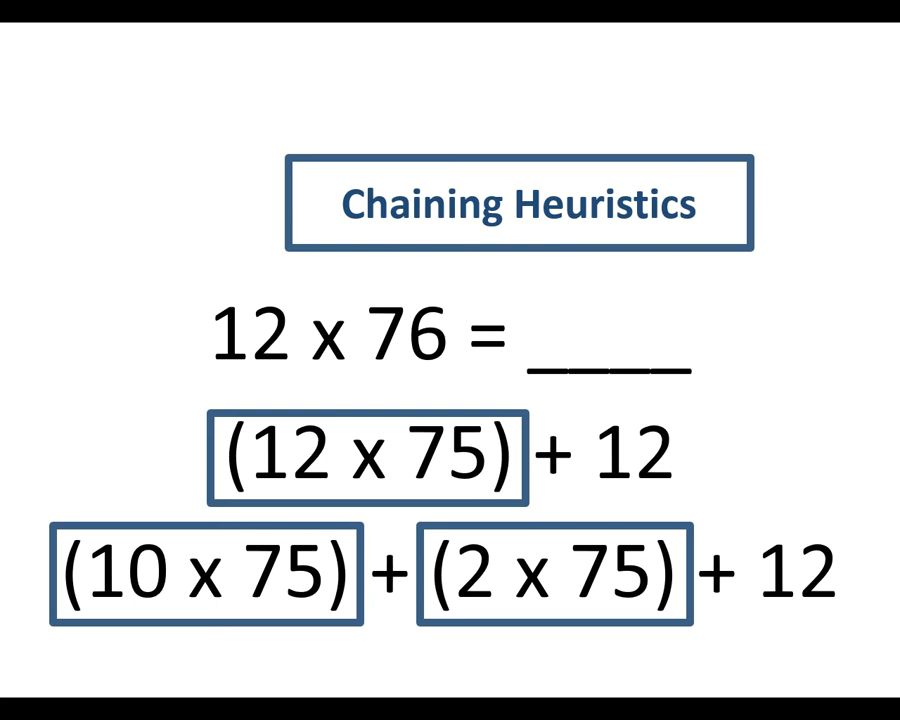 Chaining Heuristics
12 x 76 = ____
(12 x 75) + 12
(10 x 75) + (2 x 75) + 12